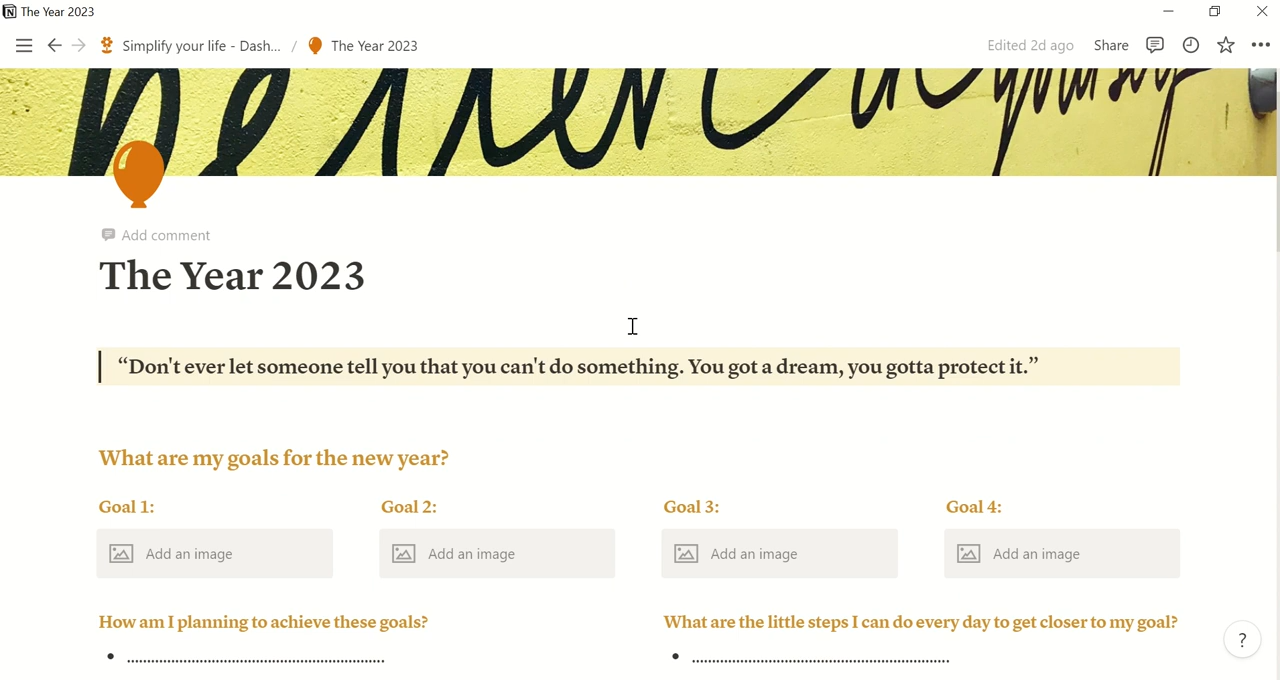 The Year 2023
Simplify your life - Dash... / The Year 2023
Edited 2d ago Share
Add comment
The Year 2023
“Don't ever let someone tell you that you can't do something. You got a dream, you gotta protect it.”
What are my goals for the new year?
Goal 1: Goal 2: Goal 3: Goal 4:
Add an image Add an image Add an image Add an image
How am I planning to achieve these goals?
What are the little steps I can do every day to get closer to my goal?
?